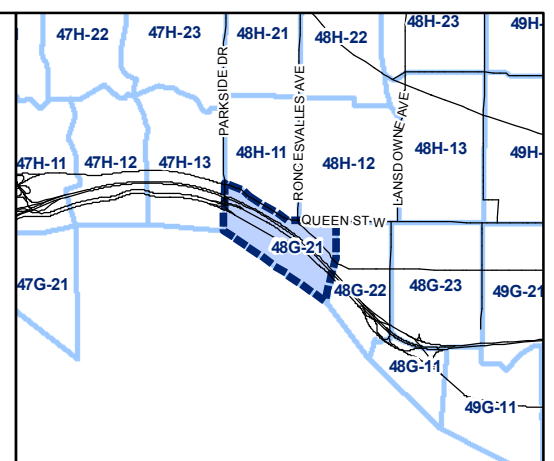 47H-22
47H-23
48H-21
48H-22
48H-23
49H-
PARKSIDE DR
RONCESVALLES AVE
LANSDOWNE AVE
47H-11
47H-12
47H-13
48H-11
48H-12
48H-13
49H-
QUEEN ST W
48G-21
47G-21
48G-22
48G-23
49G-21
48G-11
49G-11